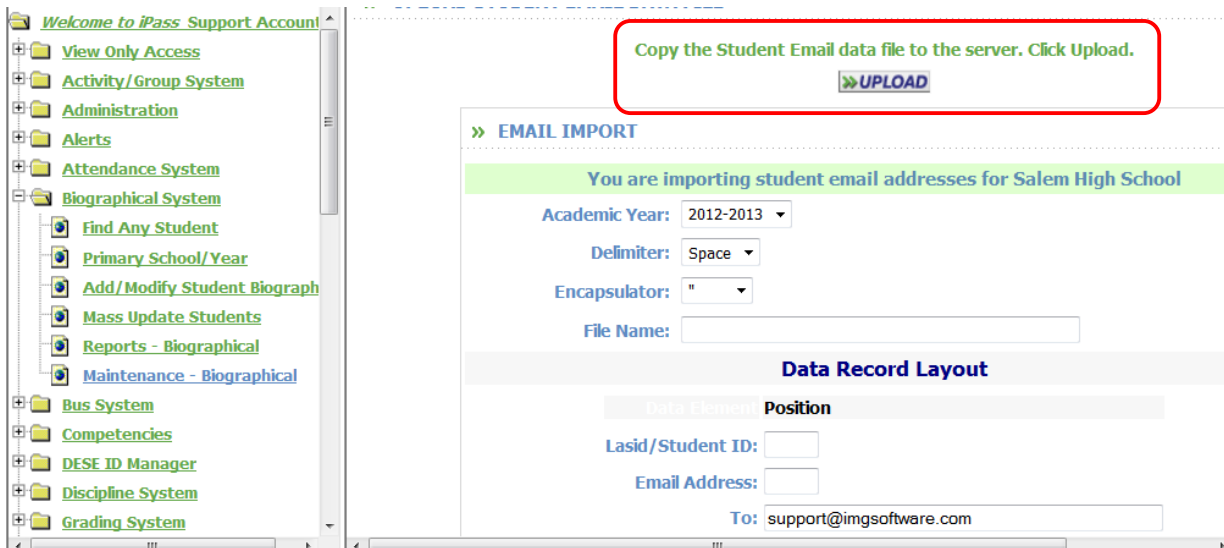 Welcome to iPass Support Account
View Only Access
Activity/Group System
Administration
Alerts
Attendance System
Biographical System
Find Any Student
Primary School/Year
Add/Modify Student Biograph
Mass Update Students
Reports - Biographical
Maintenance - Biographical
Bus System
Competencies
DESE ID Manager
Discipline System
Grading System
Copy the Student Email data file to the server. Click Upload.
» UPLOAD
» EMAIL IMPORT
You are importing student email addresses for Salem High School
Academic Year: 2012-2013
Delimiter: Space
Encapsulator: "
File Name:
Data Record Layout
Data Element Position
Lasid/Student ID:
Email Address:
To: support@imgsoftware.com